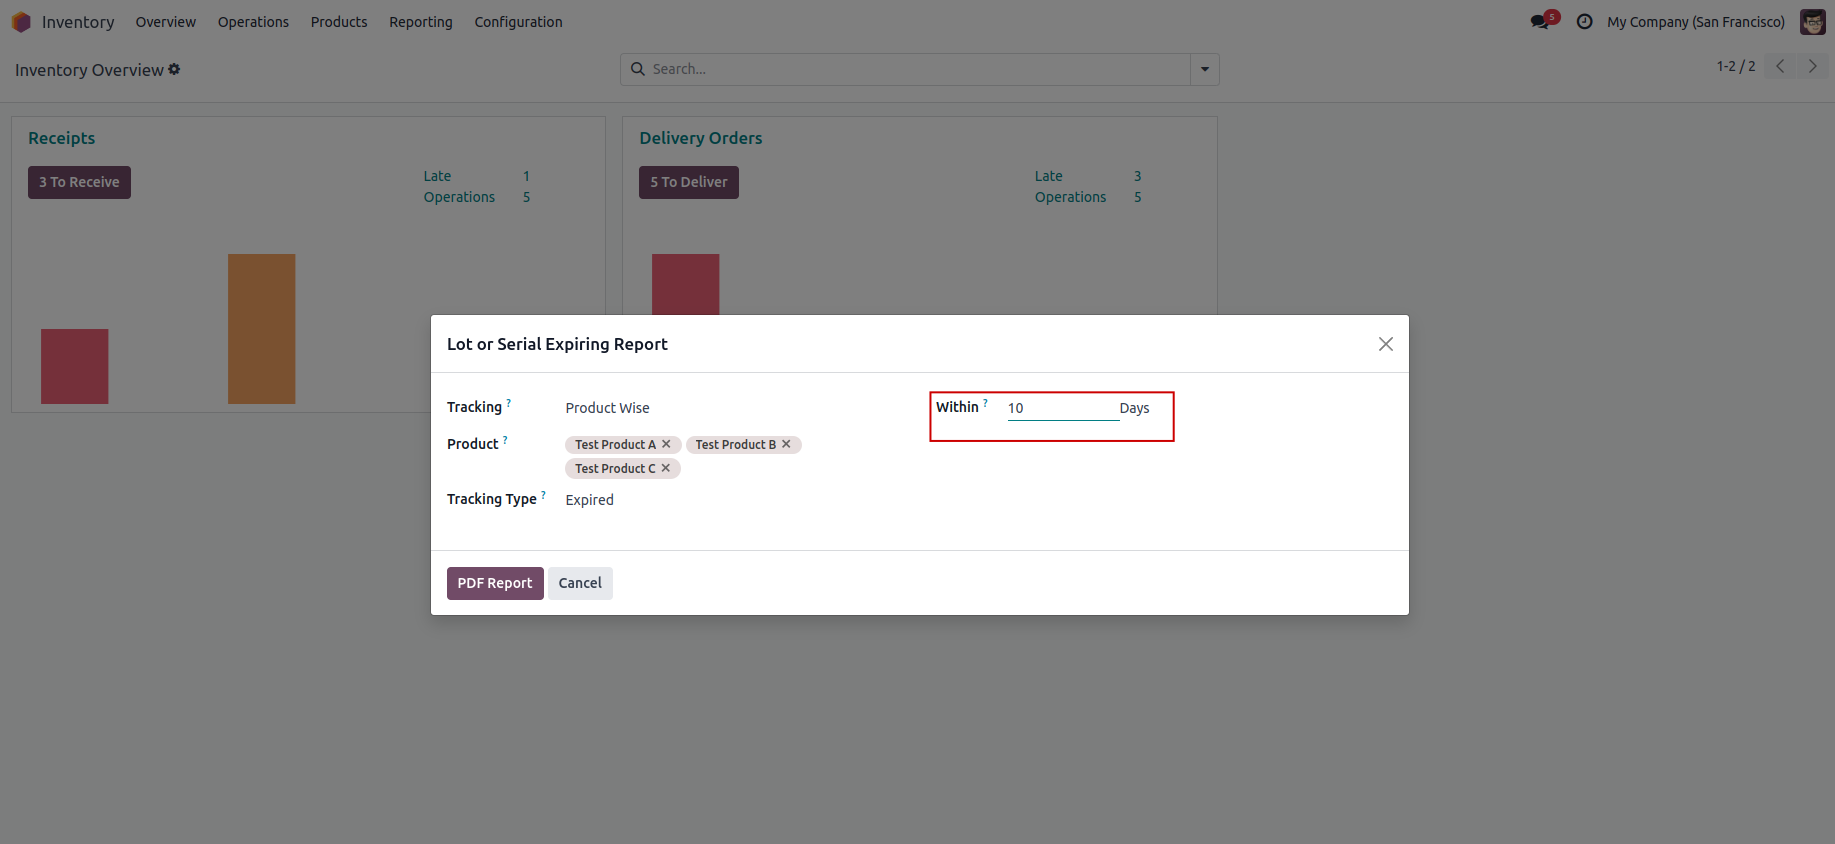 Inventory Overview Operations Products Reporting Configuration 5 My Company (San Francisco)
Inventory Overview Search... 1-2 / 2
Receipts Delivery Orders
3 To Receive Late 1 5 To Deliver Late 3
Operations 5 Operations 5
Lot or Serial Expiring Report
Tracking ? Product Wise Within ? 10 Days
Product ? Test Product A × Test Product B ×
Test Product C ×
Tracking Type ? Expired
PDF Report Cancel